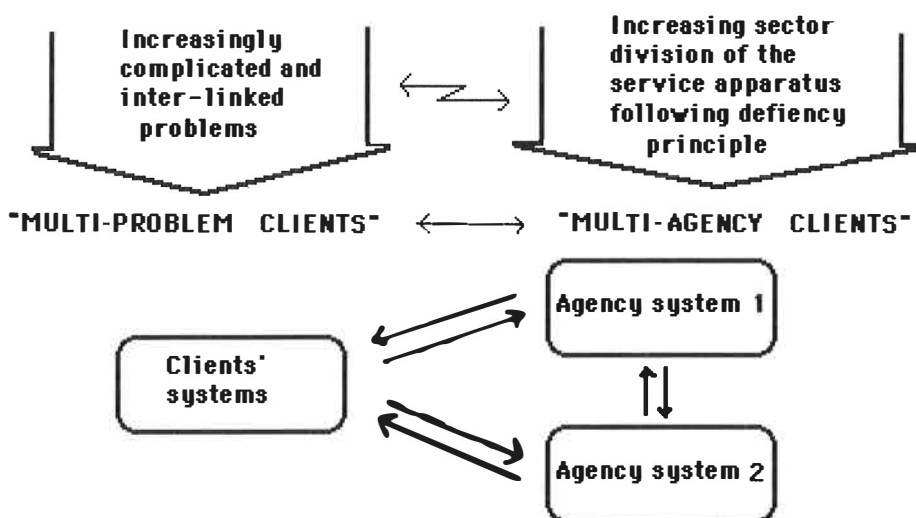 Increasingly
complicated and
inter-linked
problems
Increasing sector
division of the
service apparatus
following defiency
principle
"MULTI-PROBLEM CLIENTS"
"MULTI-AGENCY CLIENTS"
Agency system 1
Clients'
systems
Agency system 2